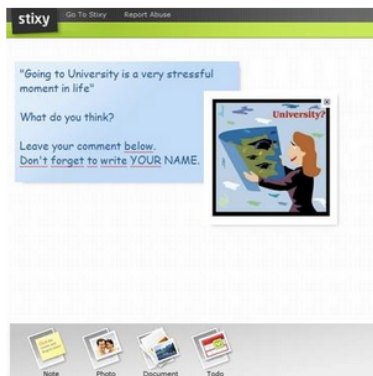 stixy Go To Stixy Report Abuse
"Going to University is a very stressful
moment in life"
What do you think?
Leave your comment below.
Don't forget to write YOUR NAME.
University?
Note Photo Document Todo